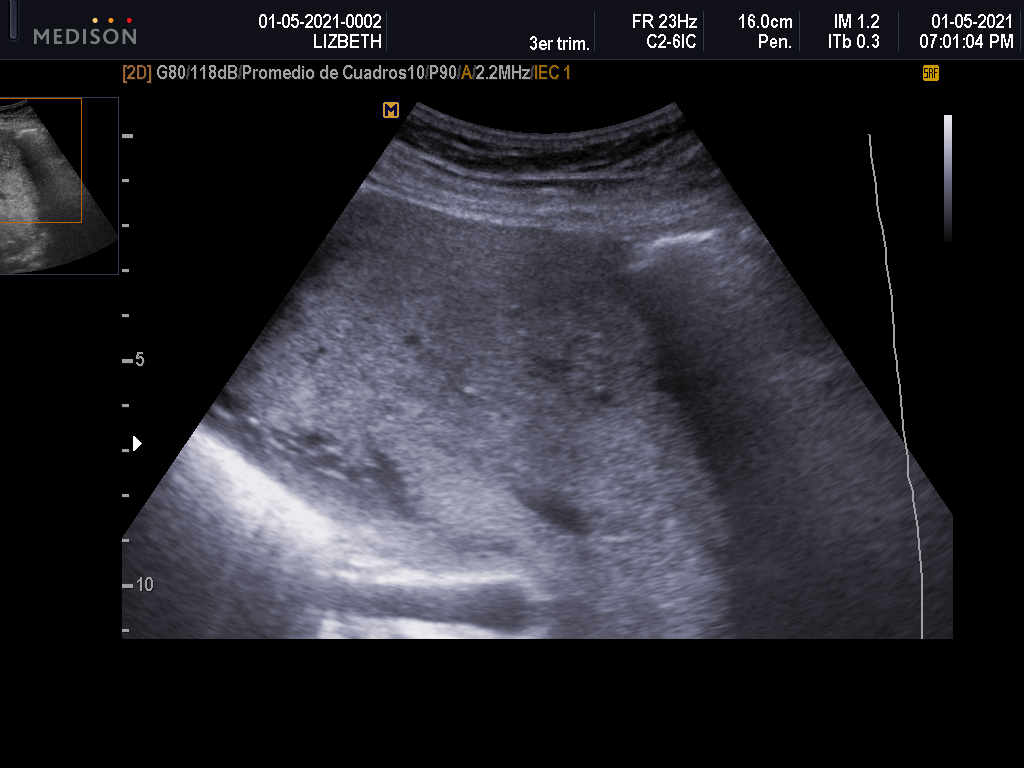 MEDISON
01-05-2021-0002
LIZBETH
3er trim.
FR 23Hz
C2-6IC
16.0cm
Pen.
IM 1.2
ITb 0.3
01-05-2021
07:01:04 PM
[2D] G80/118dB/Promedio de Cuadros10/P90/A/2.2MHz/IEC 1
SRF
M
5
10